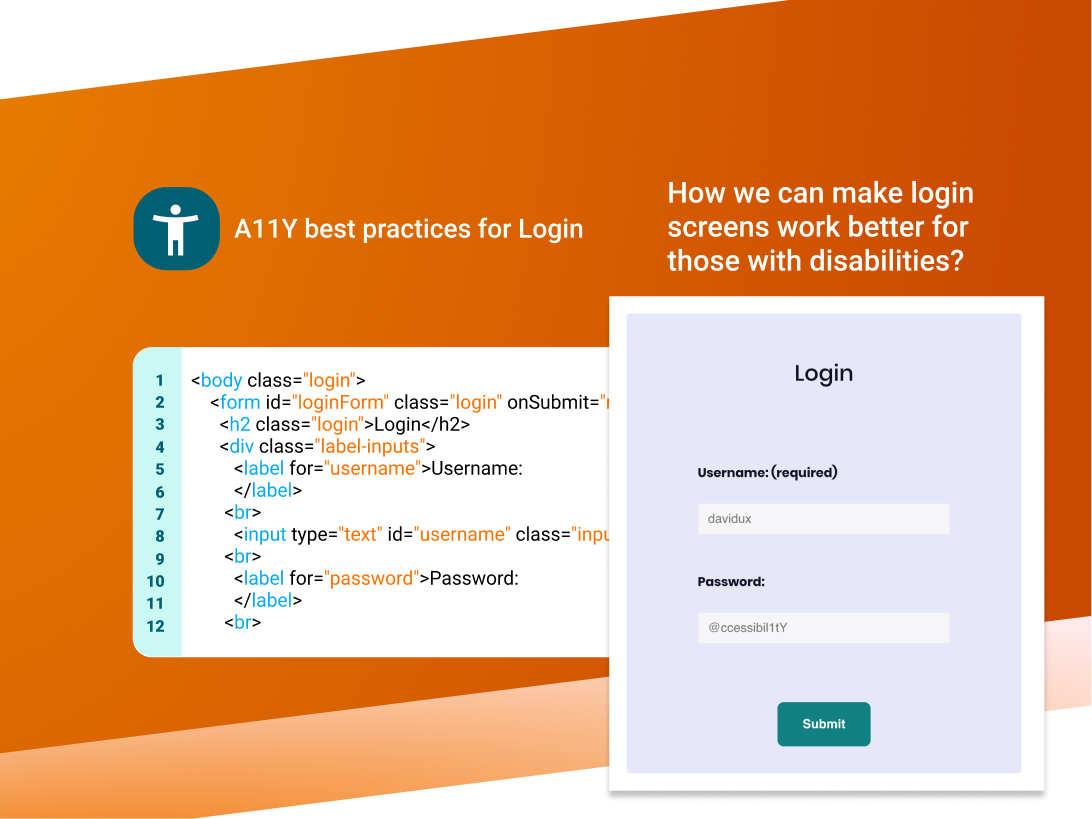 A11Y best practices for Login
How we can make login
screens work better for
those with disabilities?
1 <body class="login">
2 <form id="loginForm" class="login" onSubmit="
3 <h2 class="login">Login</h2>
4 <div class="label-inputs">
5 <label for="username">Username:
6 </label>
7 <br>
8 <input type="text" id="username" class="inpu
9 <br>
10 <label for="password">Password:
11 </label>
12 <br>
Login
Username: (required)
davidux
Password:
@ccessibil1tY
Submit